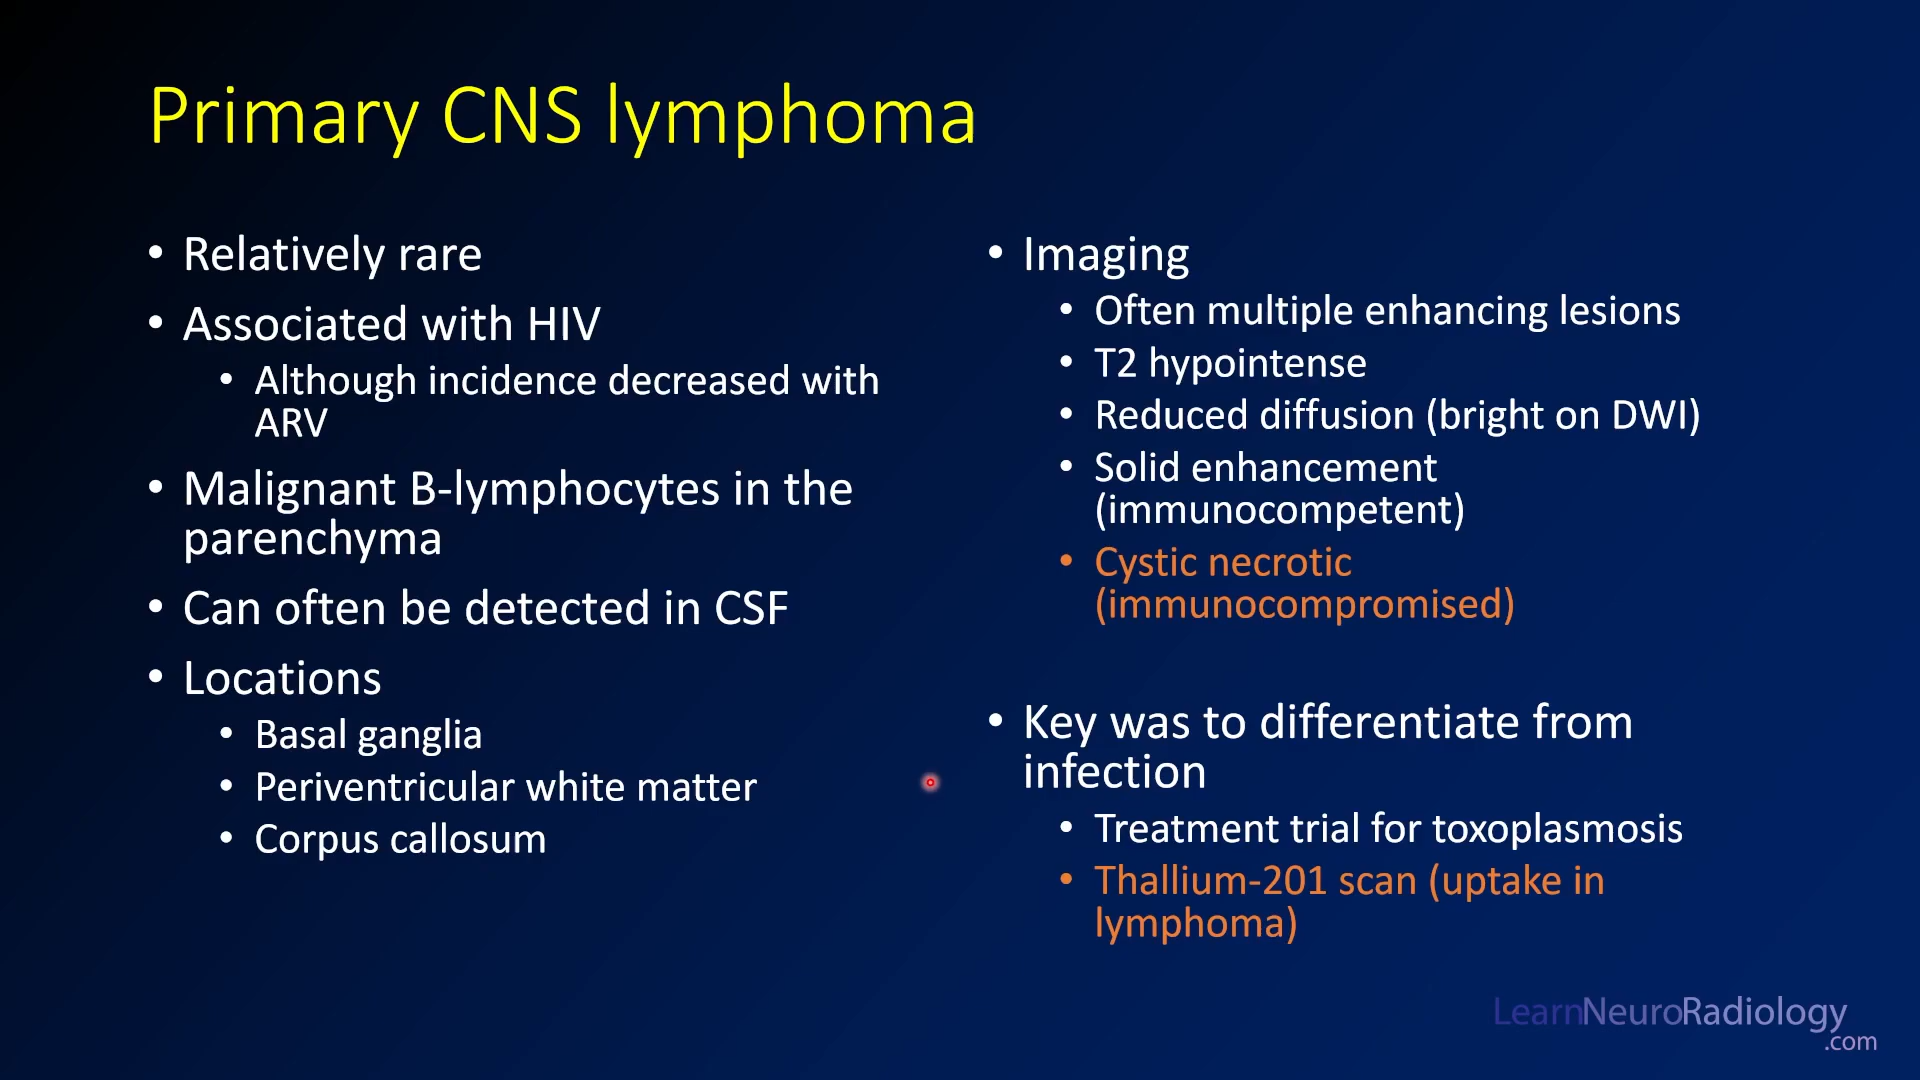 Primary CNS lymphoma
• Relatively rare
• Associated with HIV
• Although incidence decreased with
ARV
• Malignant B-lymphocytes in the
parenchyma
• Can often be detected in CSF
• Locations
• Basal ganglia
• Periventricular white matter
• Corpus callosum
• Imaging
• Often multiple enhancing lesions
• T2 hypointense
• Reduced diffusion (bright on DWI)
• Solid enhancement
(immunocompetent)
• Cystic necrotic
(immunocompromised)
• Key was to differentiate from
infection
• Treatment trial for toxoplasmosis
• Thallium-201 scan (uptake in
lymphoma)
LearnNeuroRadiology
.com